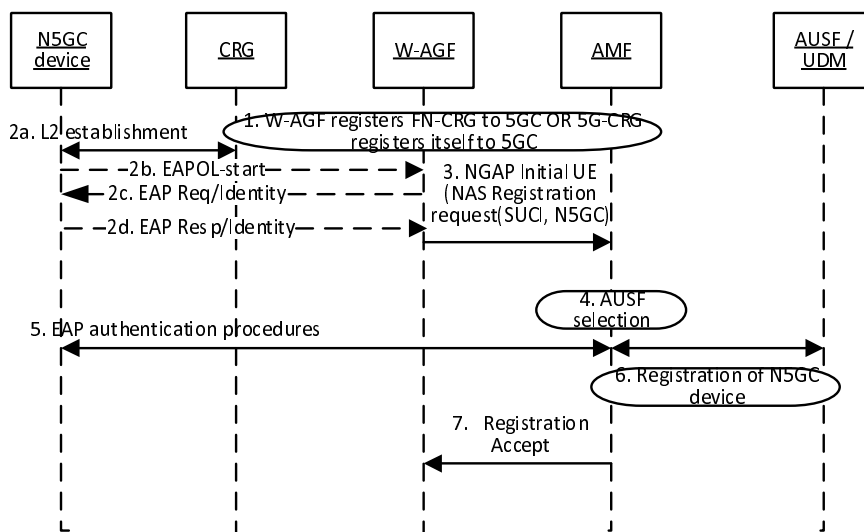 N5GC
device
CRG
W-AGF
AMF
AUSF /
UDM
1. W-AGF registers FN-CRG to 5GC OR 5G-CRG
registers itself to 5GC
2a. L2 establishment
2b. EAPOL-start
2c. EAP Req/Identity
2d. EAP Resp/Identity
3. NGAP Initial UE
(NAS Registration
request(SUCI, N5GC)
4. AUSF
selection
5. EAP authentication procedures
6. Registration of N5GC
device
7. Registration
Accept